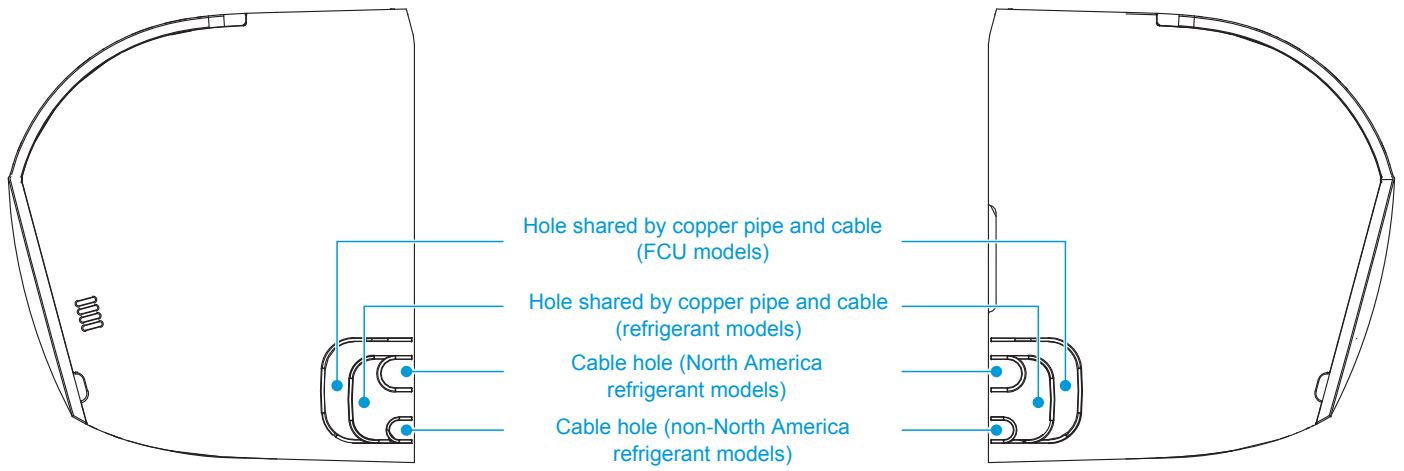 Hole shared by copper pipe and cable
(FCU models)
Hole shared by copper pipe and cable
(refrigerant models)
Cable hole (North America
refrigerant models)
Cable hole (non-North America
refrigerant models)